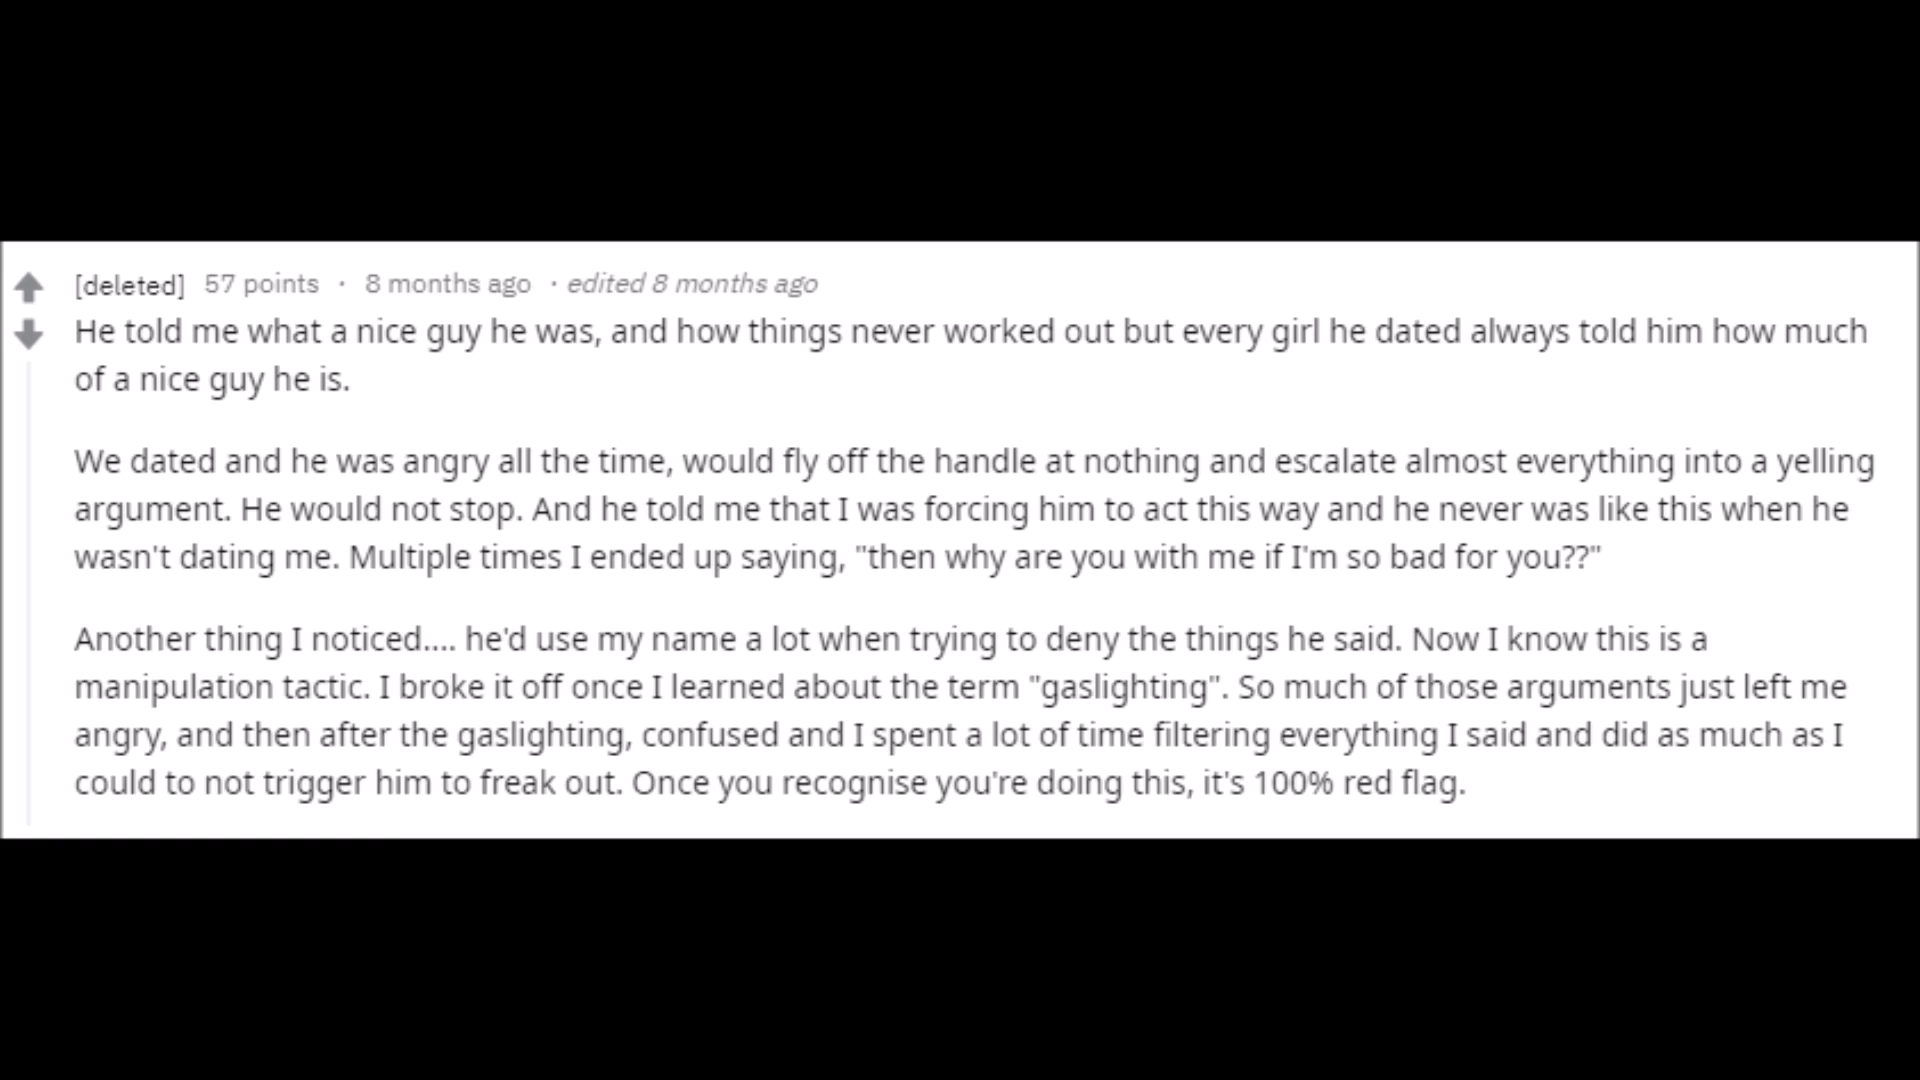 [deleted] 57 points · 8 months ago · edited 8 months ago
He told me what a nice guy he was, and how things never worked out but every girl he dated always told him how much
of a nice guy he is.
We dated and he was angry all the time, would fly off the handle at nothing and escalate almost everything into a yelling
argument. He would not stop. And he told me that I was forcing him to act this way and he never was like this when he
wasn't dating me. Multiple times I ended up saying, "then why are you with me if I'm so bad for you??"
Another thing I noticed.... he'd use my name a lot when trying to deny the things he said. Now I know this is a
manipulation tactic. I broke it off once I learned about the term "gaslighting". So much of those arguments just left me
angry, and then after the gaslighting, confused and I spent a lot of time filtering everything I said and did as much as I
could to not trigger him to freak out. Once you recognise you're doing this, it's 100% red flag.